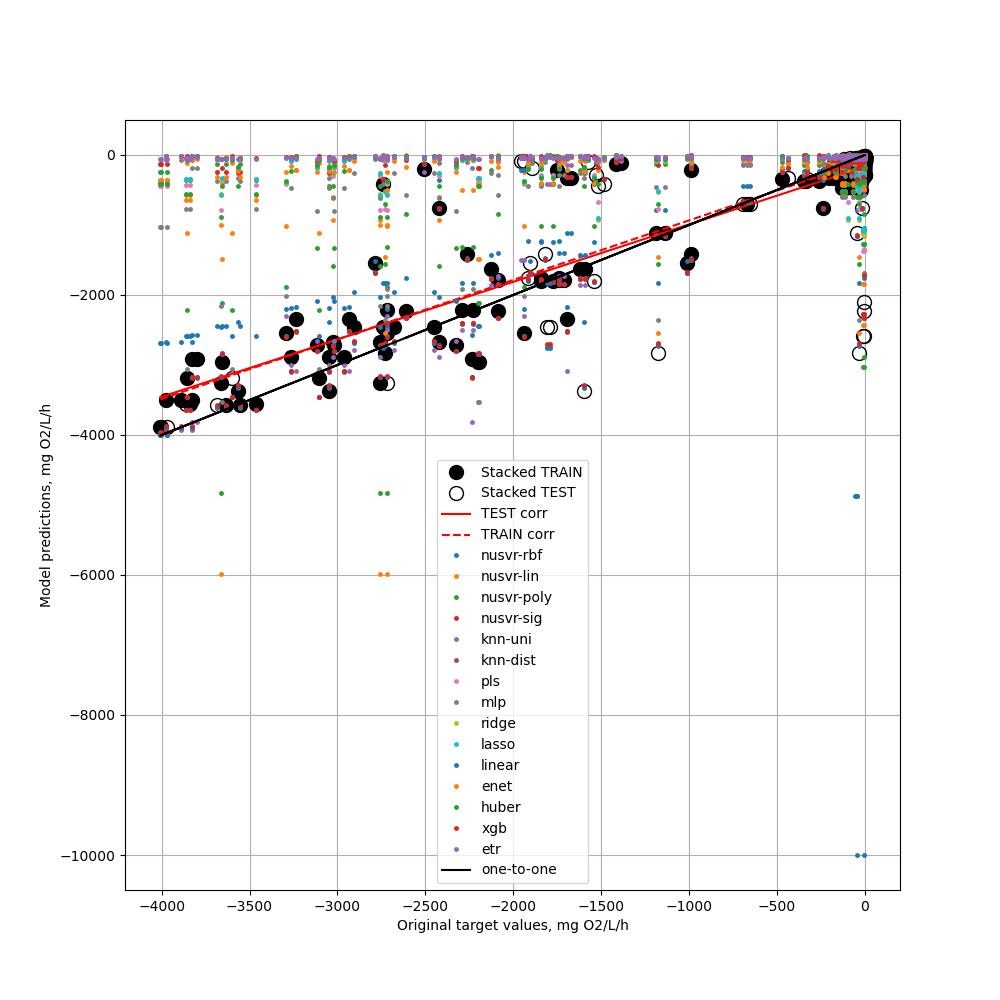 0
−2000
−4000
−6000
−8000
−10000
Model predictions, mg O2/L/h
Stacked TRAIN
Stacked TEST
TEST corr
TRAIN corr
nusvr-rbf
nusvr-lin
nusvr-poly
nusvr-sig
knn-uni
knn-dist
pls
mlp
ridge
lasso
linear
enet
huber
xgb
etr
one-to-one
−4000 −3500 −3000 −2500 −2000 −1500 −1000 −500 0
Original target values, mg O2/L/h